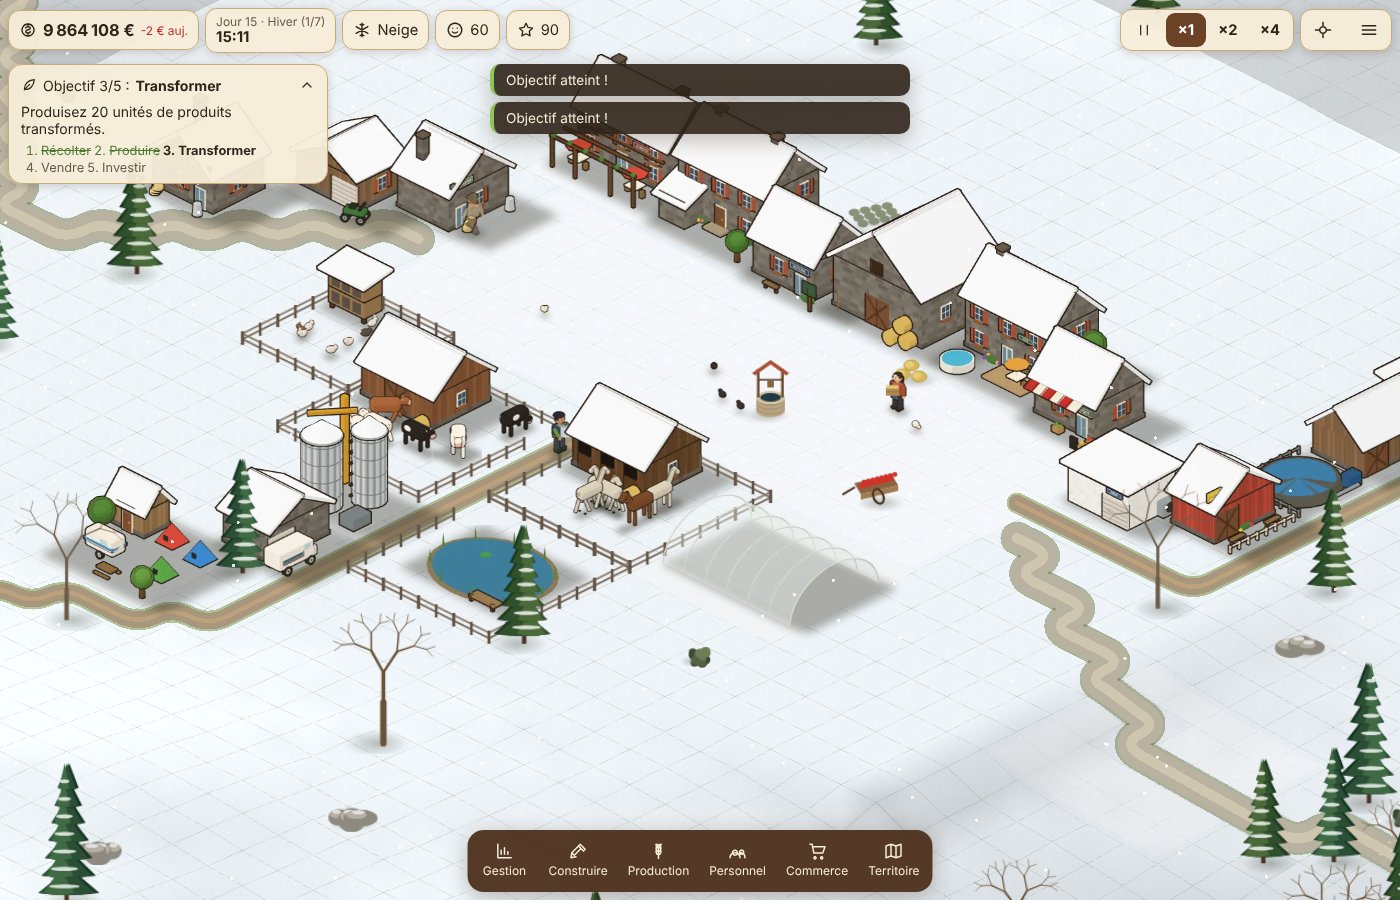 9 864 108 € -2 € auj.
Jour 15 · Hiver (1/7)
15:11
Neige
60
90
×1
×2
×4
Objectif 3/5 : Transformer
Produisez 20 unités de produits
transformés.
1. Récolter 2. Produire 3. Transformer
4. Vendre 5. Investir
Objectif atteint !
Objectif atteint !
Gestion
Construire
Production
Personnel
Commerce
Territoire